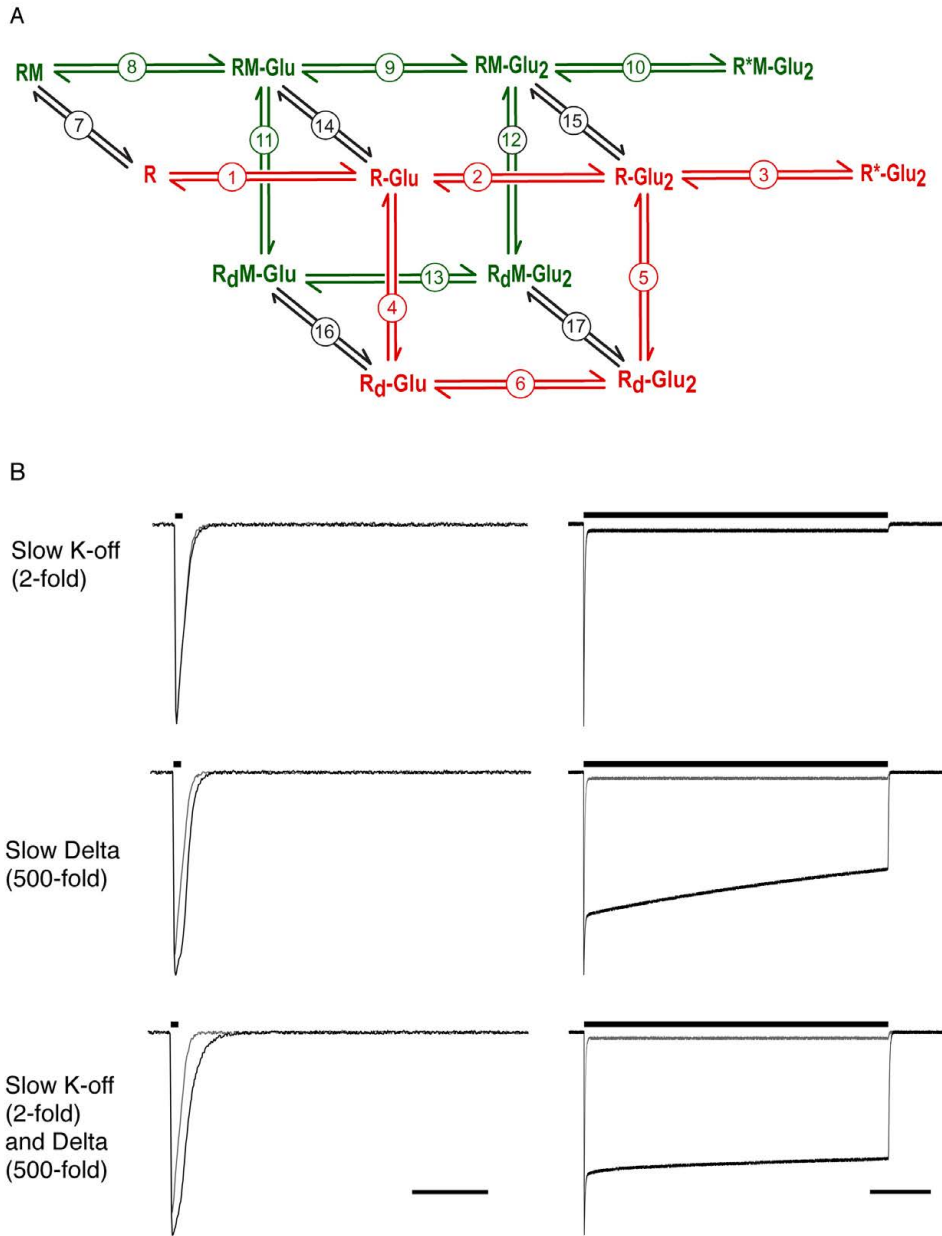 A
RM 8 RM-Glu 9 RM-Glu2 10 R*M-Glu2
7 11 14 12 15
R 1 R-Glu 2 R-Glu2 3 R*-Glu2
RdM-Glu 13 RdM-Glu2 5
16 4 17
Rd-Glu 6 Rd-Glu2
B
Slow K-off
(2-fold)
Slow Delta
(500-fold)
Slow K-off
(2-fold)
and Delta
(500-fold)